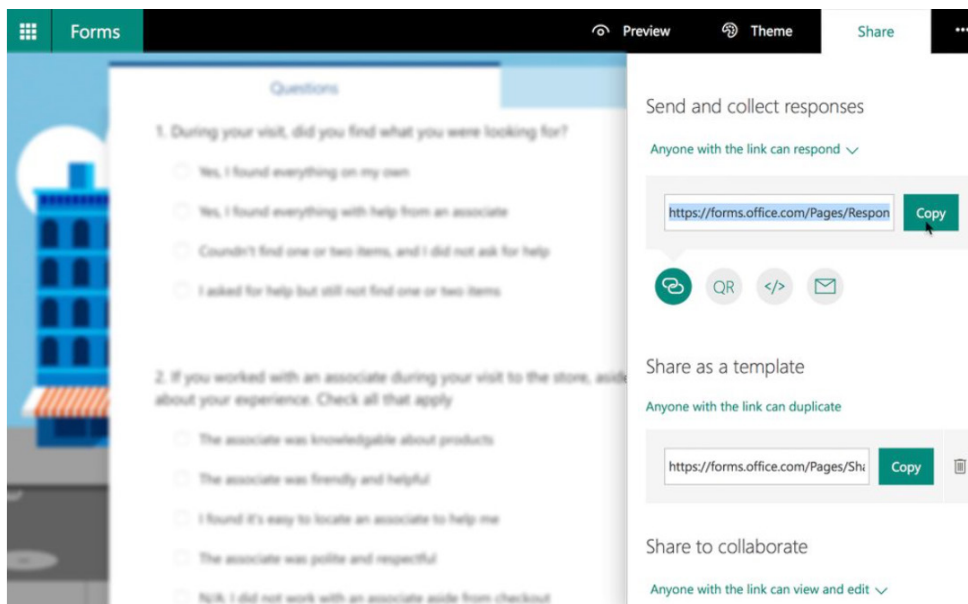 Forms
Preview
Theme
Share
Questions
Send and collect responses
Anyone with the link can respond
https://forms.office.com/Pages/Respon
Copy
QR
</>
1. During your visit, did you find what you were looking for?
Yes, I found everything on my own
Yes, I found everything with help from an associate
Coundn't find one or two items, and I did not ask for help
I asked for help but still not find one or two items
Share as a template
Anyone with the link can duplicate
https://forms.office.com/Pages/Sha
Copy
2. If you worked with an associate during your visit to the store, aside
about your experience. Check all that apply
The associate was knowledgable about products
The associate was firendly and helpful
I found it's easy to locate an associate to help me
The associate was polite and respectful
N/A: I did not work with an associate aside from checkout
Share to collaborate
Anyone with the link can view and edit